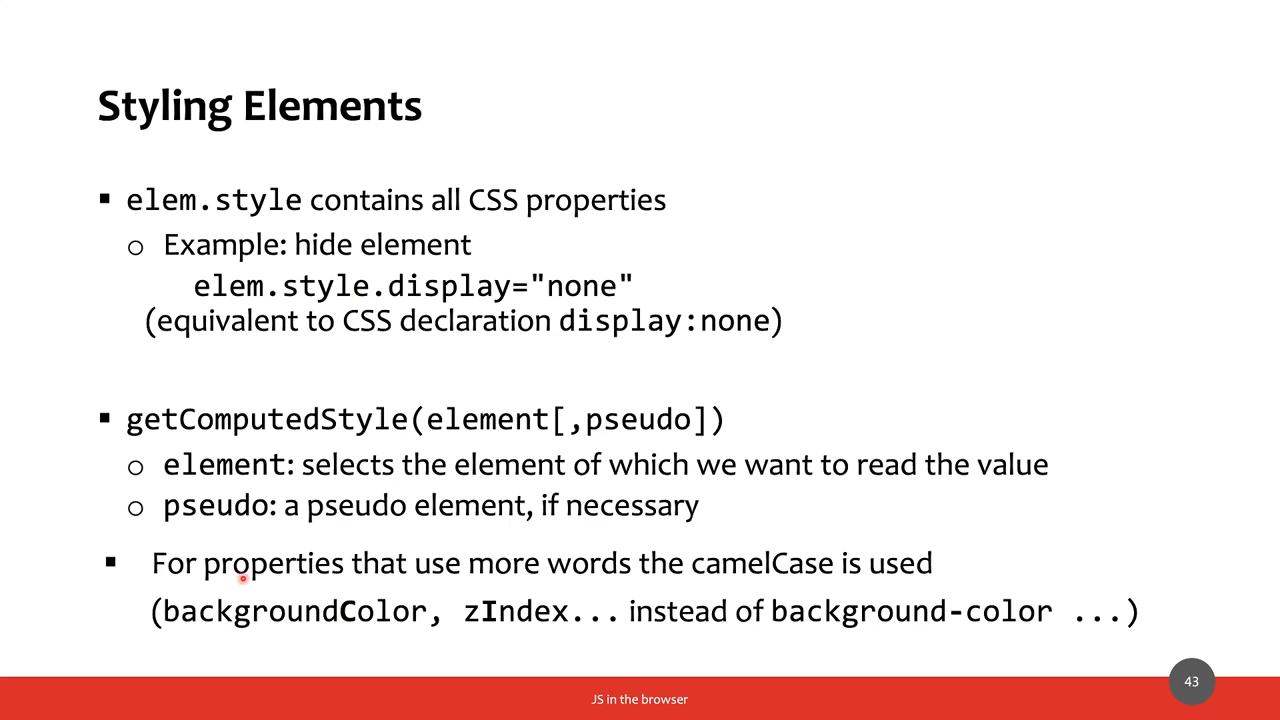 Styling Elements
▪ elem.style contains all CSS properties
o Example: hide element
elem.style.display="none"
(equivalent to CSS declaration display:none)
▪ getComputedStyle(element[,pseudo])
o element: selects the element of which we want to read the value
o pseudo: a pseudo element, if necessary
▪ For properties that use more words the camelCase is used
(backgroundColor, zIndex... instead of background-color ...)
43
JS in the browser